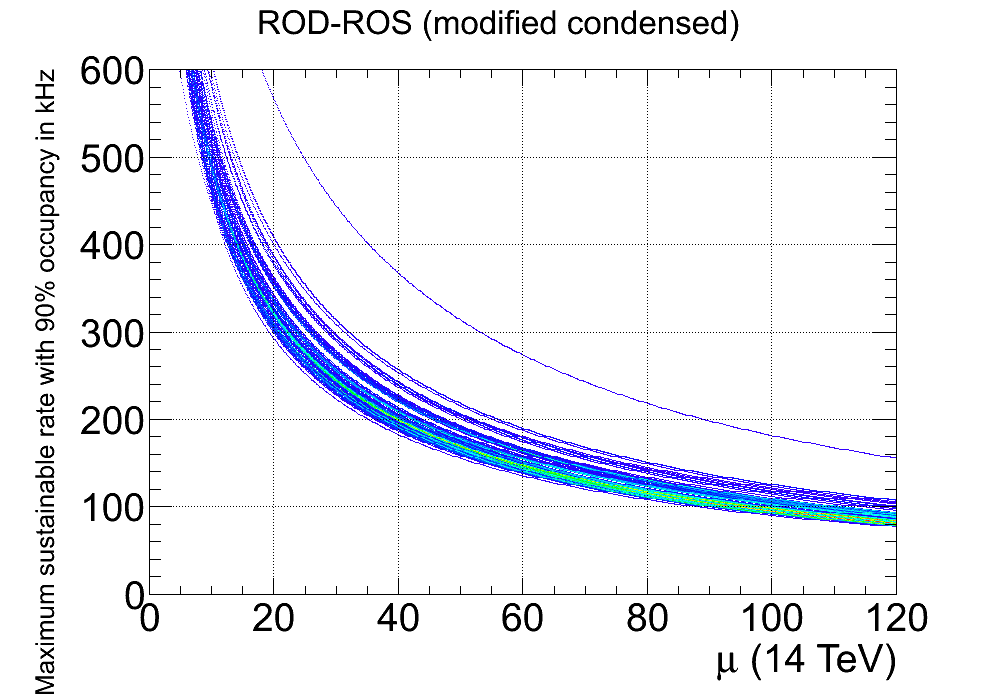 ROD-ROS (modified condensed)
Maximum sustainable rate with 90% occupancy in kHz
600
500
400
300
200
100
0
0 20 40 60 80 100 120
μ (14 TeV)